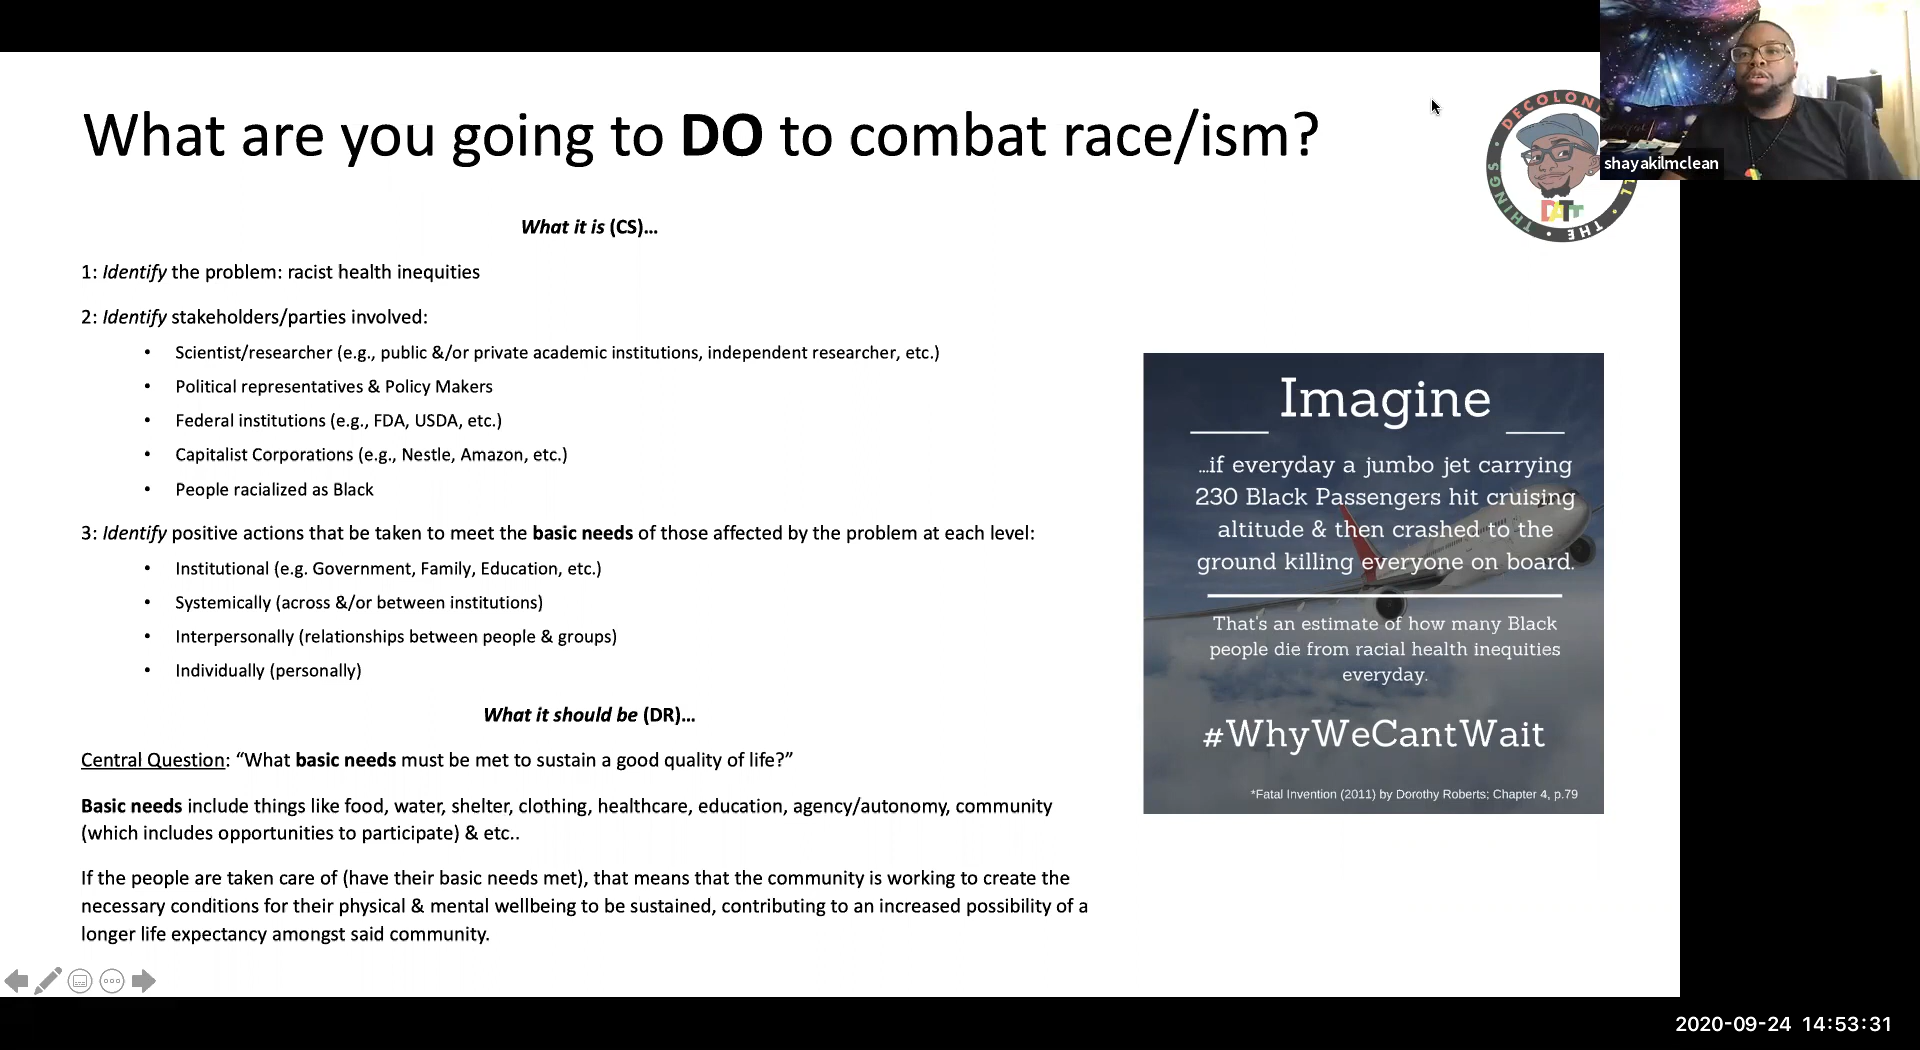 What are you going to DO to combat race/ism?
shayakilmclean
DECOLONI
LL • THE • THINGS •
DATT
What it is (CS)...
1: Identify the problem: racist health inequities
2: Identify stakeholders/parties involved:
• Scientist/researcher (e.g., public &/or private academic institutions, independent researcher, etc.)
• Political representatives & Policy Makers
• Federal institutions (e.g., FDA, USDA, etc.)
• Capitalist Corporations (e.g., Nestle, Amazon, etc.)
• People racialized as Black
3: Identify positive actions that be taken to meet the basic needs of those affected by the problem at each level:
• Institutional (e.g. Government, Family, Education, etc.)
• Systemically (across &/or between institutions)
• Interpersonally (relationships between people & groups)
• Individually (personally)
What it should be (DR)...
Central Question: “What basic needs must be met to sustain a good quality of life?”
Basic needs include things like food, water, shelter, clothing, healthcare, education, agency/autonomy, community
(which includes opportunities to participate) & etc..
If the people are taken care of (have their basic needs met), that means that the community is working to create the
necessary conditions for their physical & mental wellbeing to be sustained, contributing to an increased possibility of a
longer life expectancy amongst said community.
Imagine
...if everyday a jumbo jet carrying
230 Black Passengers hit cruising
altitude & then crashed to the
ground killing everyone on board.
That's an estimate of how many Black
people die from racial health inequities
everyday.
#WhyWeCantWait
*Fatal Invention (2011) by Dorothy Roberts; Chapter 4, p.79
2020-09-24 14:53:31